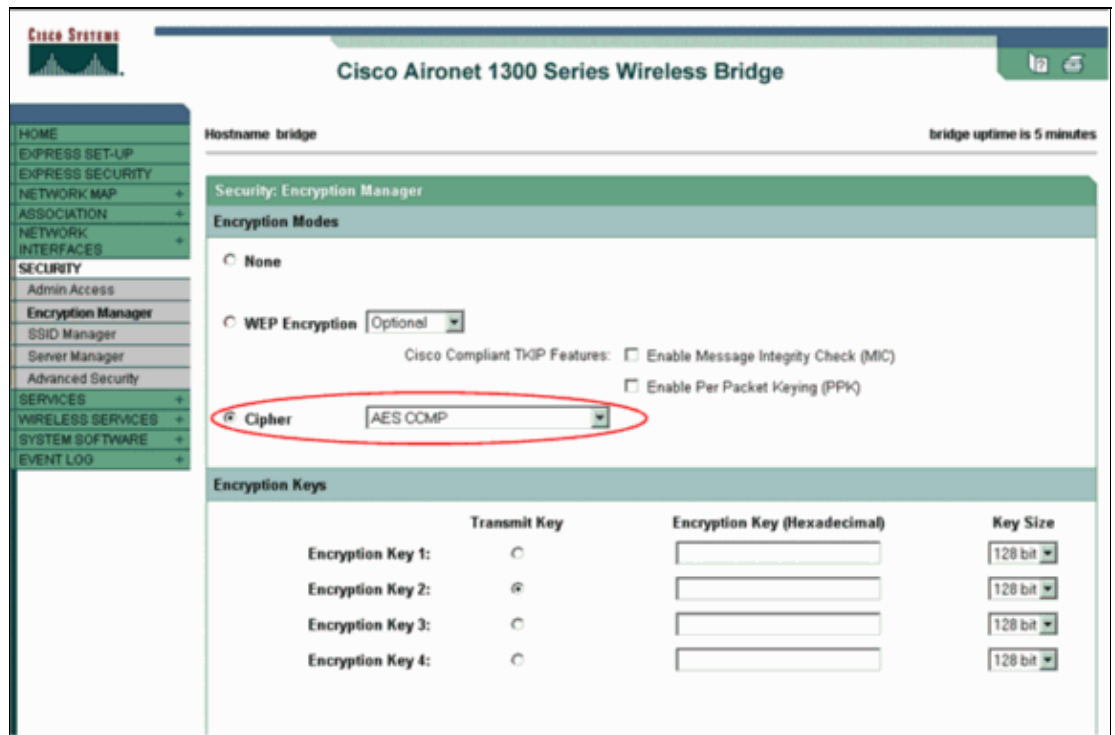 CISCO SYSTEMS
Cisco Aironet 1300 Series Wireless Bridge
HOME
EXPRESS SET-UP
EXPRESS SECURITY
NETWORK MAP +
ASSOCIATION +
NETWORK
INTERFACES +
SECURITY
Admin Access
Encryption Manager
SSID Manager
Server Manager
Advanced Security
SERVICES +
WIRELESS SERVICES +
SYSTEM SOFTWARE +
EVENT LOG +
Hostname bridge
bridge uptime is 5 minutes
Security: Encryption Manager
Encryption Modes
None
WEP Encryption Optional
Cisco Compliant TKIP Features: Enable Message Integrity Check (MIC)
Enable Per Packet Keying (PPK)
Cipher AES CCMP
Encryption Keys
Transmit Key Encryption Key (Hexadecimal) Key Size
Encryption Key 1: 128 bit
Encryption Key 2: 128 bit
Encryption Key 3: 128 bit
Encryption Key 4: 128 bit